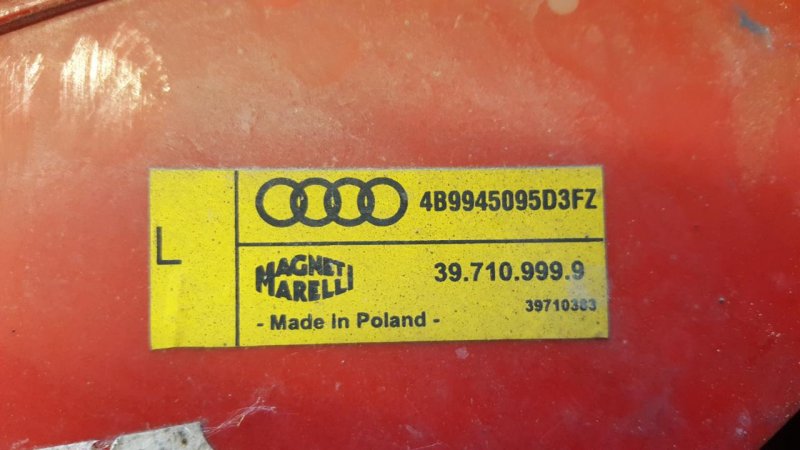 L
4B9945095D3FZ
MAGNETI
MARELLI
39.710.999.9
39710383
- Made in Poland -